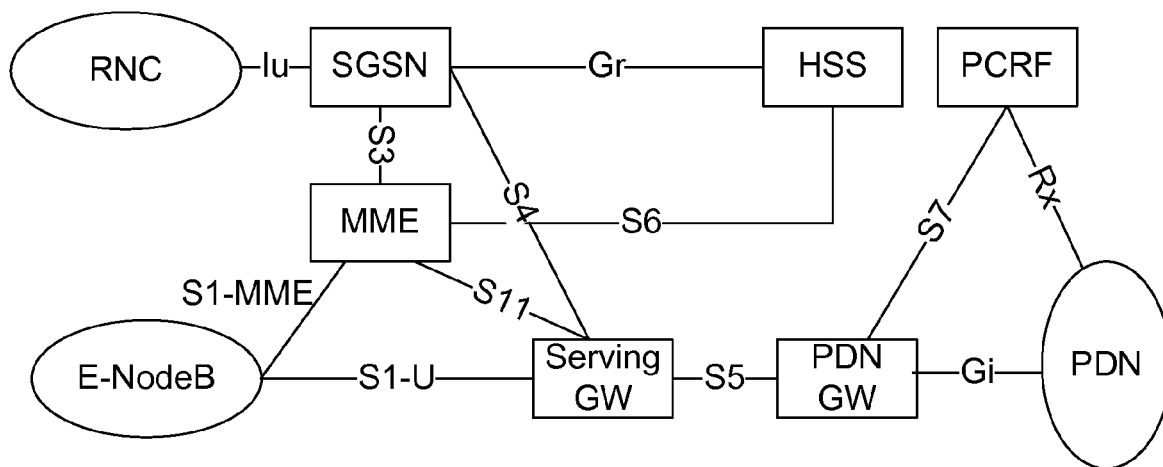 RNC
Iu
SGSN
Gr
HSS
PCRF
S3
S4
S7
Rx
MME
S6
S1-MME
S11
E-NodeB
S1-U
Serving
GW
S5
PDN
GW
Gi
PDN